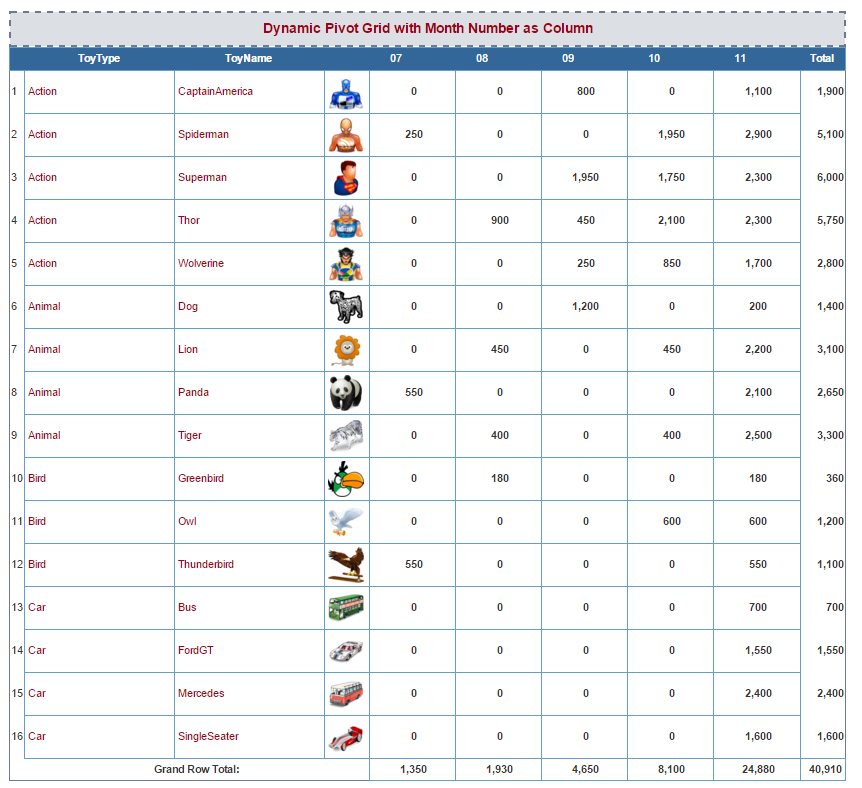 Dynamic Pivot Grid with Month Number as Column
ToyType ToyName 07 08 09 10 11 Total
1 Action CaptainAmerica 0 0 800 0 1,100 1,900
2 Action Spiderman 250 0 0 1,950 2,900 5,100
3 Action Superman 0 0 1,950 1,750 2,300 6,000
4 Action Thor 0 900 450 2,100 2,300 5,750
5 Action Wolverine 0 0 250 850 1,700 2,800
6 Animal Dog 0 0 1,200 0 200 1,400
7 Animal Lion 0 450 0 450 2,200 3,100
8 Animal Panda 550 0 0 0 2,100 2,650
9 Animal Tiger 0 400 0 400 2,500 3,300
10 Bird Greenbird 0 180 0 0 180 360
11 Bird Owl 0 0 0 600 600 1,200
12 Bird Thunderbird 550 0 0 0 550 1,100
13 Car Bus 0 0 0 0 700 700
14 Car FordGT 0 0 0 0 1,550 1,550
15 Car Mercedes 0 0 0 0 2,400 2,400
16 Car SingleSeater 0 0 0 0 1,600 1,600
Grand Row Total: 1,350 1,930 4,650 8,100 24,880 40,910